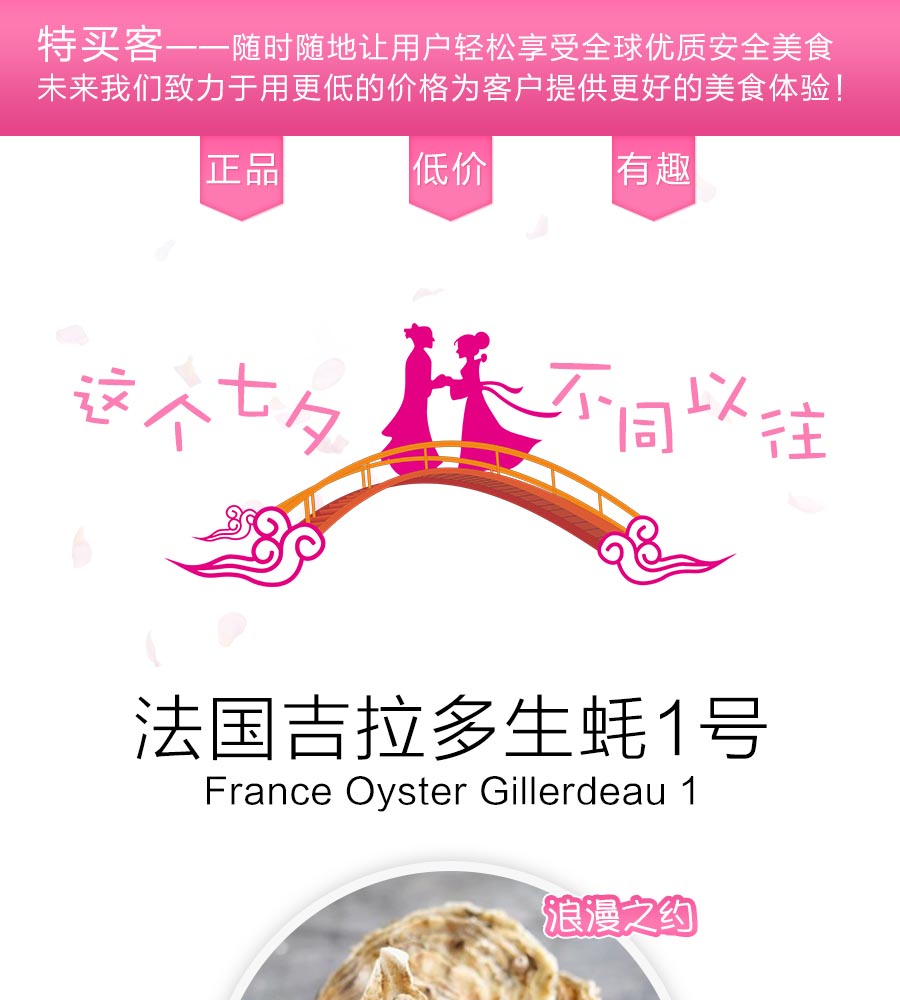 特买客——随时随地让用户轻松享受全球优质安全美食
未来我们致力于用更低的价格为客户提供更好的美食体验！
正品
低价
有趣
这个七夕
不同以往
法国吉拉多生蚝1号
France Oyster Gillerdeau 1
浪漫之约